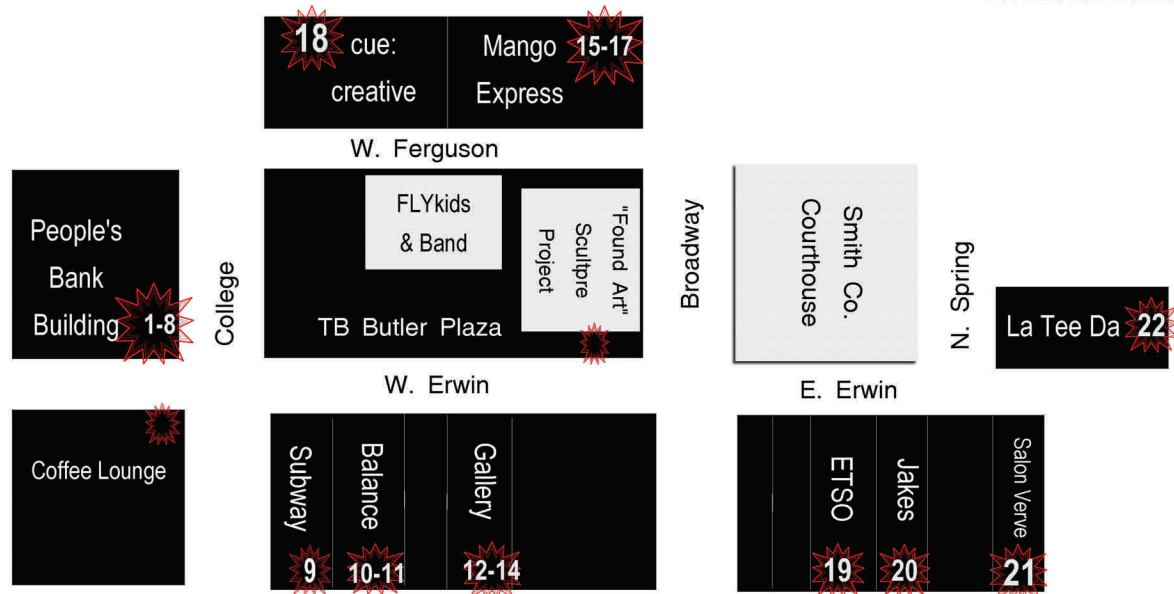 18 cue:
creative
Mango 15-17
Express
W. Ferguson
People's
Bank
Building 1-8
College
FLYkids
& Band
"Found Art"
Scultpre
Project
TB Butler Plaza
Broadway
Smith Co.
Courthouse
N. Spring
La Tee Da 22
W. Erwin
E. Erwin
Coffee Lounge
Subway
9
Balance
10-11
Gallery
12-14
ETSO
19
Jakes
20
Salon Verve
21